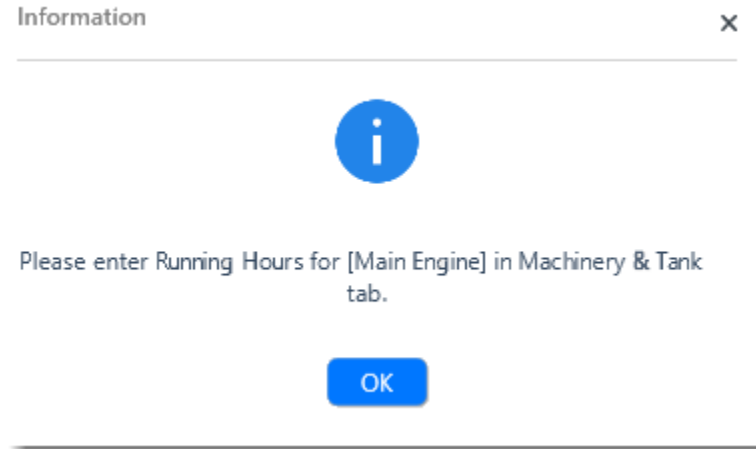 Information
Please enter Running Hours for [Main Engine] in Machinery & Tank
tab.
OK